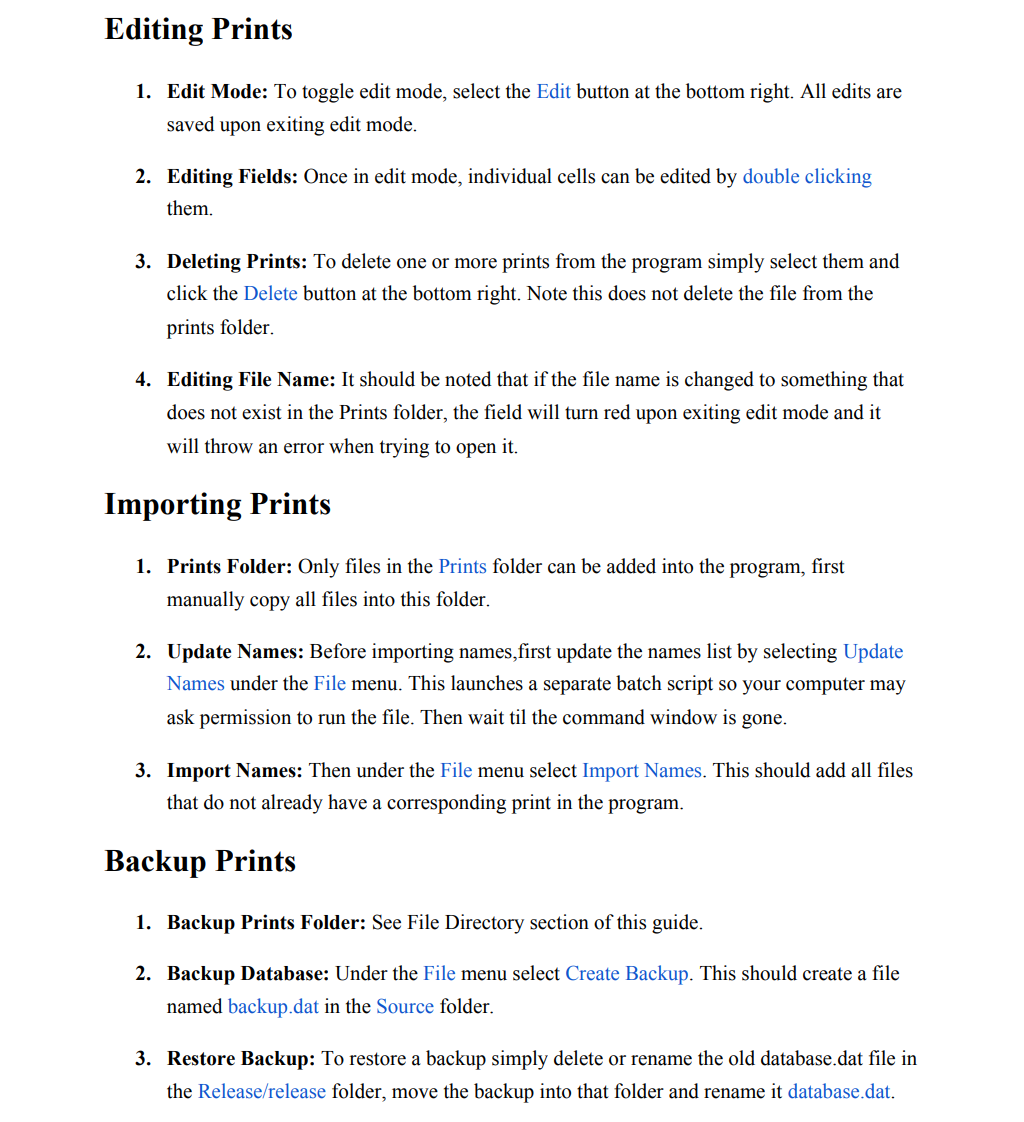 Editing Prints
1. Edit Mode: To toggle edit mode, select the Edit button at the bottom right. All edits are
saved upon exiting edit mode.
2. Editing Fields: Once in edit mode, individual cells can be edited by double clicking
them.
3. Deleting Prints: To delete one or more prints from the program simply select them and
click the Delete button at the bottom right. Note this does not delete the file from the
prints folder.
4. Editing File Name: It should be noted that if the file name is changed to something that
does not exist in the Prints folder, the field will turn red upon exiting edit mode and it
will throw an error when trying to open it.
Importing Prints
1. Prints Folder: Only files in the Prints folder can be added into the program, first
manually copy all files into this folder.
2. Update Names: Before importing names,first update the names list by selecting Update
Names under the File menu. This launches a separate batch script so your computer may
ask permission to run the file. Then wait til the command window is gone.
3. Import Names: Then under the File menu select Import Names. This should add all files
that do not already have a corresponding print in the program.
Backup Prints
1. Backup Prints Folder: See File Directory section of this guide.
2. Backup Database: Under the File menu select Create Backup. This should create a file
named backup.dat in the Source folder.
3. Restore Backup: To restore a backup simply delete or rename the old database.dat file in
the Release/release folder, move the backup into that folder and rename it database.dat.